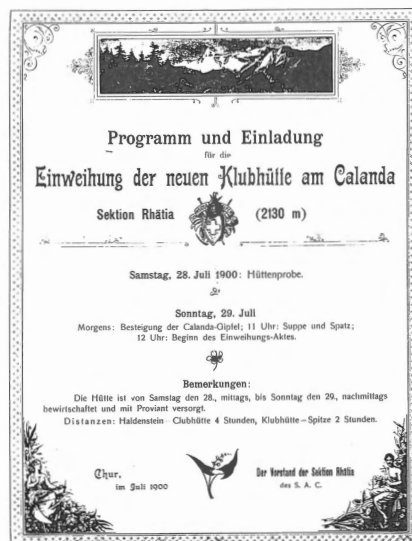 Programm und Einladung
für die
Einweihung der neuen Klubhütte am Calanda
Sektion Rhätia (2130 m)
Samstag, 28. Juli 1900: Hüttenprobe.
Sonntag, 29. Juli
Morgens: Besteigung der Calanda-Gipfel; 11 Uhr: Suppe und Spatz;
12 Uhr: Beginn des Einweihungs-Aktes.
Bemerkungen:
Die Hütte ist von Samstag den 28., mittags, bis Sonntag den 29., nachmittags
bewirtschaftet und mit Proviant versorgt.
Distanzen: Haldenstein – Clubhütte 4 Stunden, Klubhütte – Spitze 2 Stunden.
Chur, Der Vorstand der Sektion Rhätia
im Juli 1900 des S. A. C.